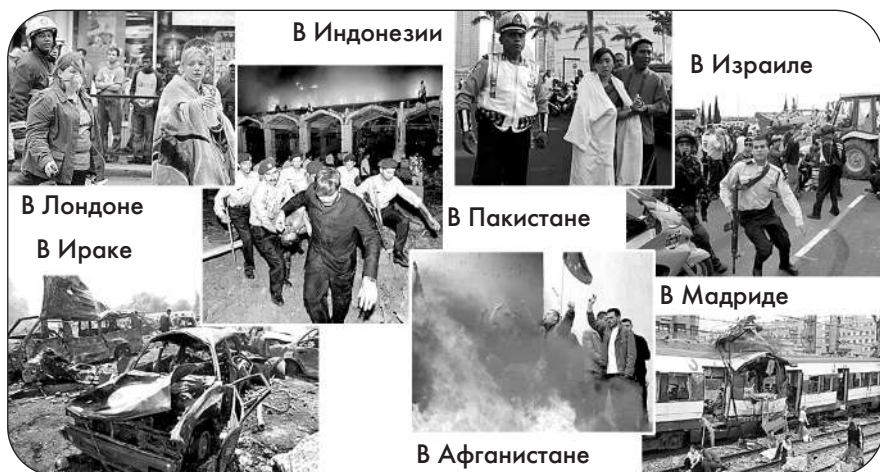 В Индонезии
В Израиле
В Лондоне
В Пакистане
В Ираке
В Мадриде
В Афганистане